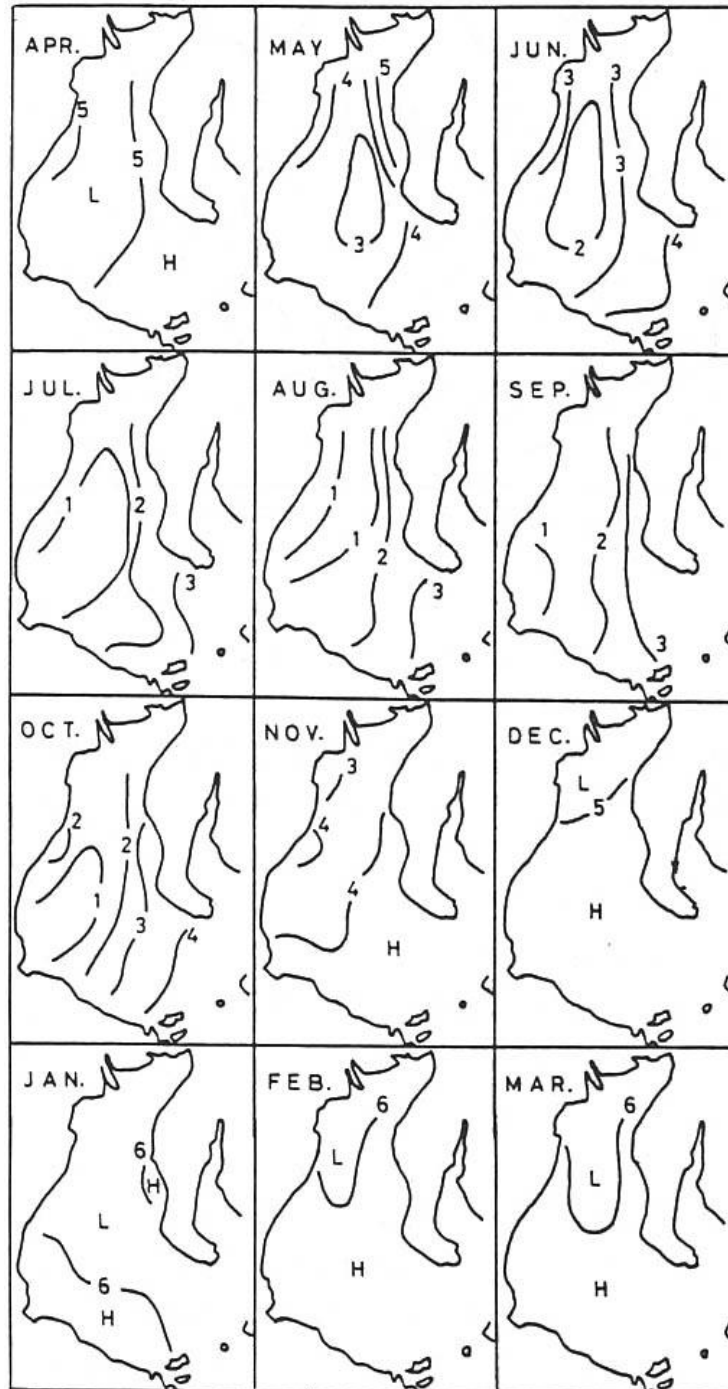 APR. MAY JUN.
5 4 5 3 3
5 3
L 3 4 2 4
H
JUL. AUG. SEP.
1 2 1 1
1 2 2
3 3 3
OCT. NOV. DEC.
3 L
2 2 4 5
1 4
3 4 H H
JAN. FEB. MAR.
6 6 6
H L L
L
6 H H
H